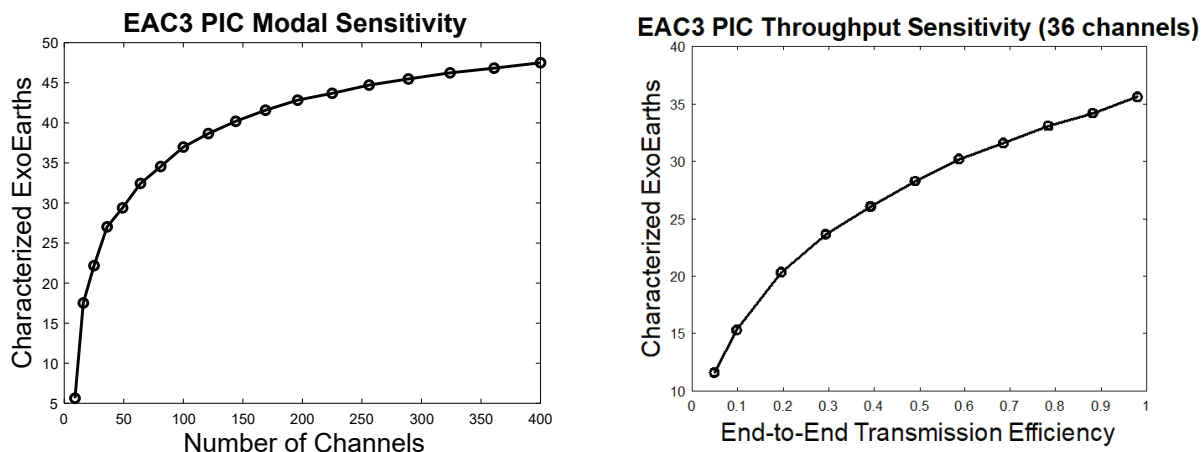 EAC3 PIC Modal Sensitivity
Characterized ExoEarths
50
45
40
35
30
25
20
15
10
5
0 50 100 150 200 250 300 350 400
Number of Channels
EAC3 PIC Throughput Sensitivity (36 channels)
Characterized ExoEarths
40
35
30
25
20
15
10
0 0.1 0.2 0.3 0.4 0.5 0.6 0.7 0.8 0.9 1
End-to-End Transmission Efficiency